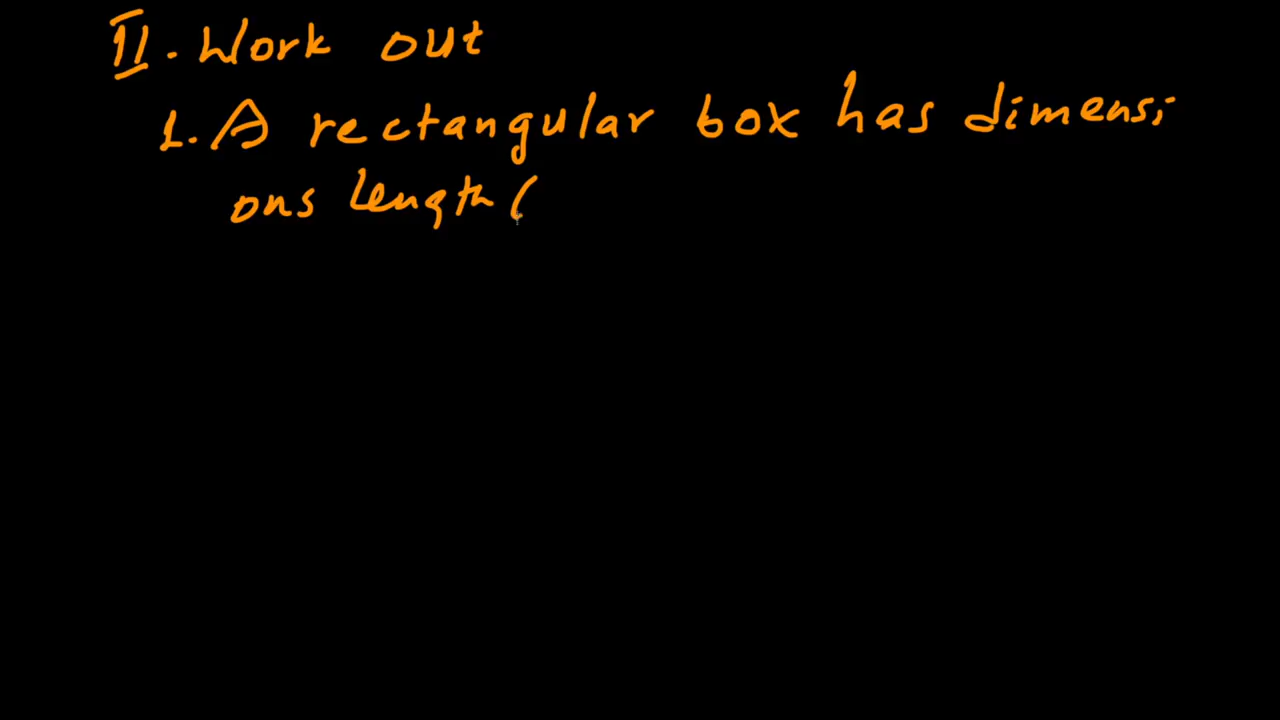 II. Work out
1. A rectangular box has dimensi
ons length (